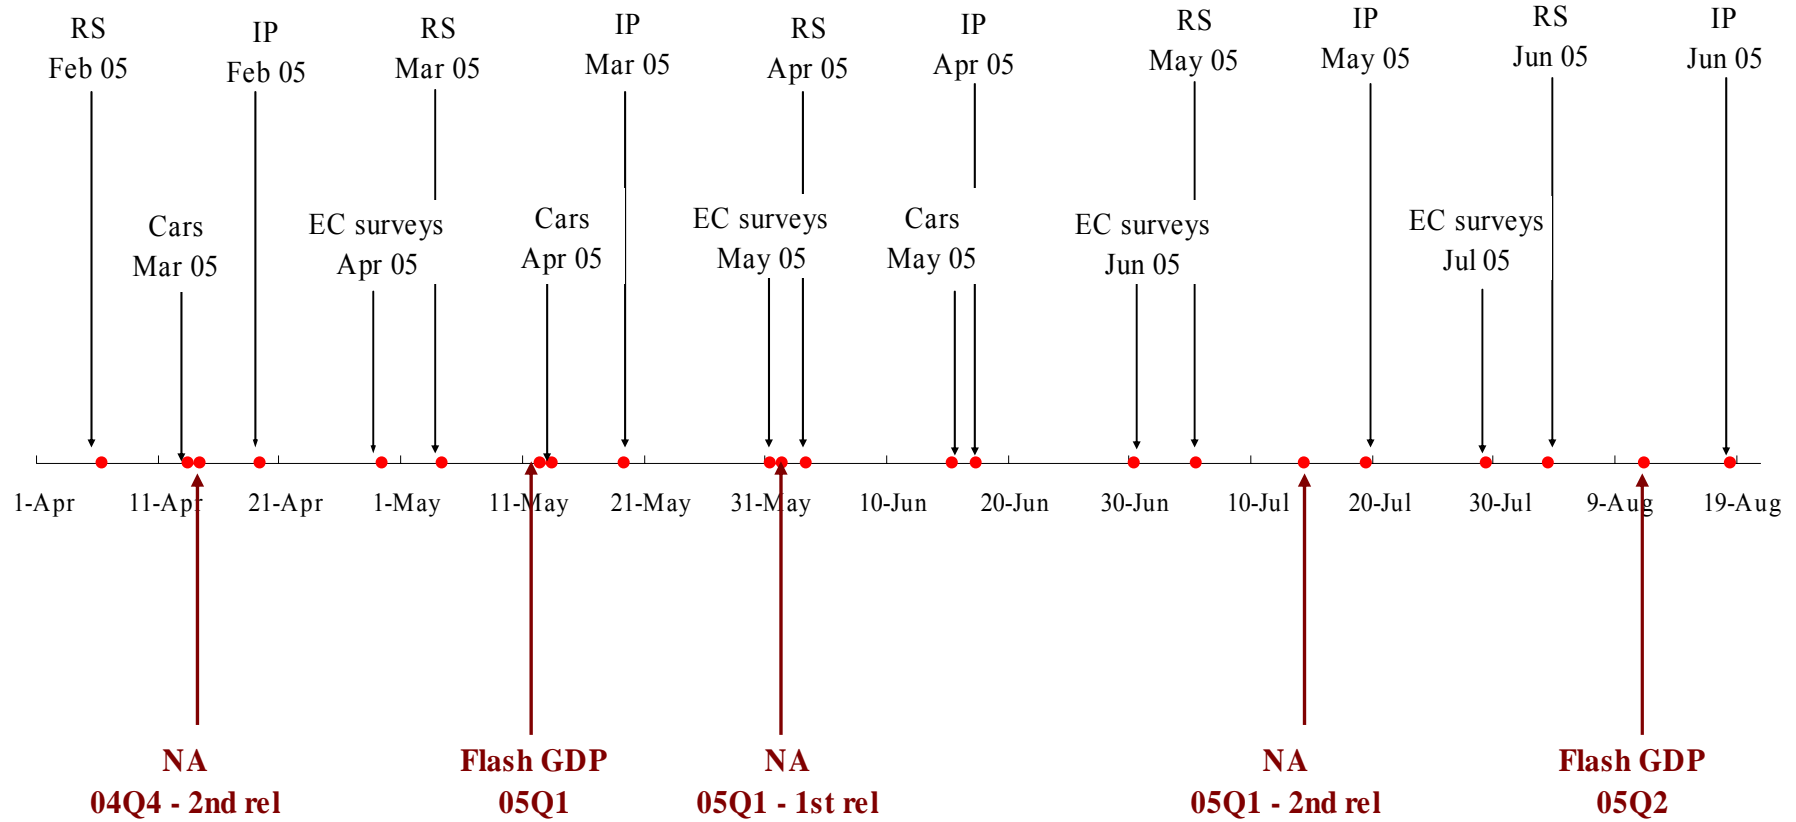 RS
Feb 05
IP
Feb 05
RS
Mar 05
IP
Mar 05
RS
Apr 05
IP
Apr 05
RS
May 05
IP
May 05
RS
Jun 05
IP
Jun 05
Cars
Mar 05
EC surveys
Apr 05
Cars
Apr 05
EC surveys
May 05
Cars
May 05
EC surveys
Jun 05
EC surveys
Jul 05
1-Apr
11-Apr
21-Apr
1-May
11-May
21-May
31-May
10-Jun
20-Jun
30-Jun
10-Jul
20-Jul
30-Jul
9-Aug
19-Aug
NA
04Q4 - 2nd rel
Flash GDP
05Q1
NA
05Q1 - 1st rel
NA
05Q1 - 2nd rel
Flash GDP
05Q2